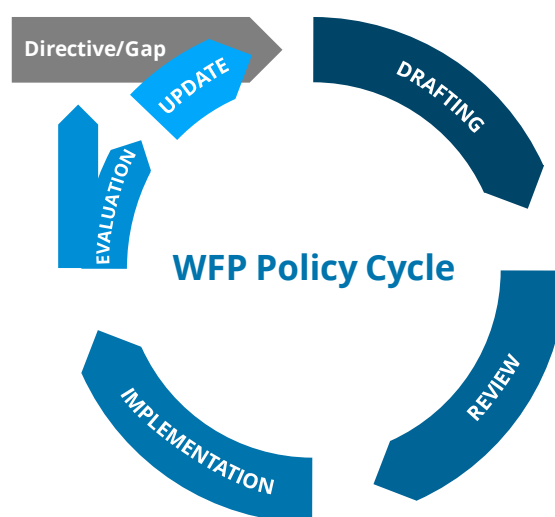 Directive/Gap
UPDATE
DRAFTING
EVALUATION
WFP Policy Cycle
REVIEW
IMPLEMENTATION